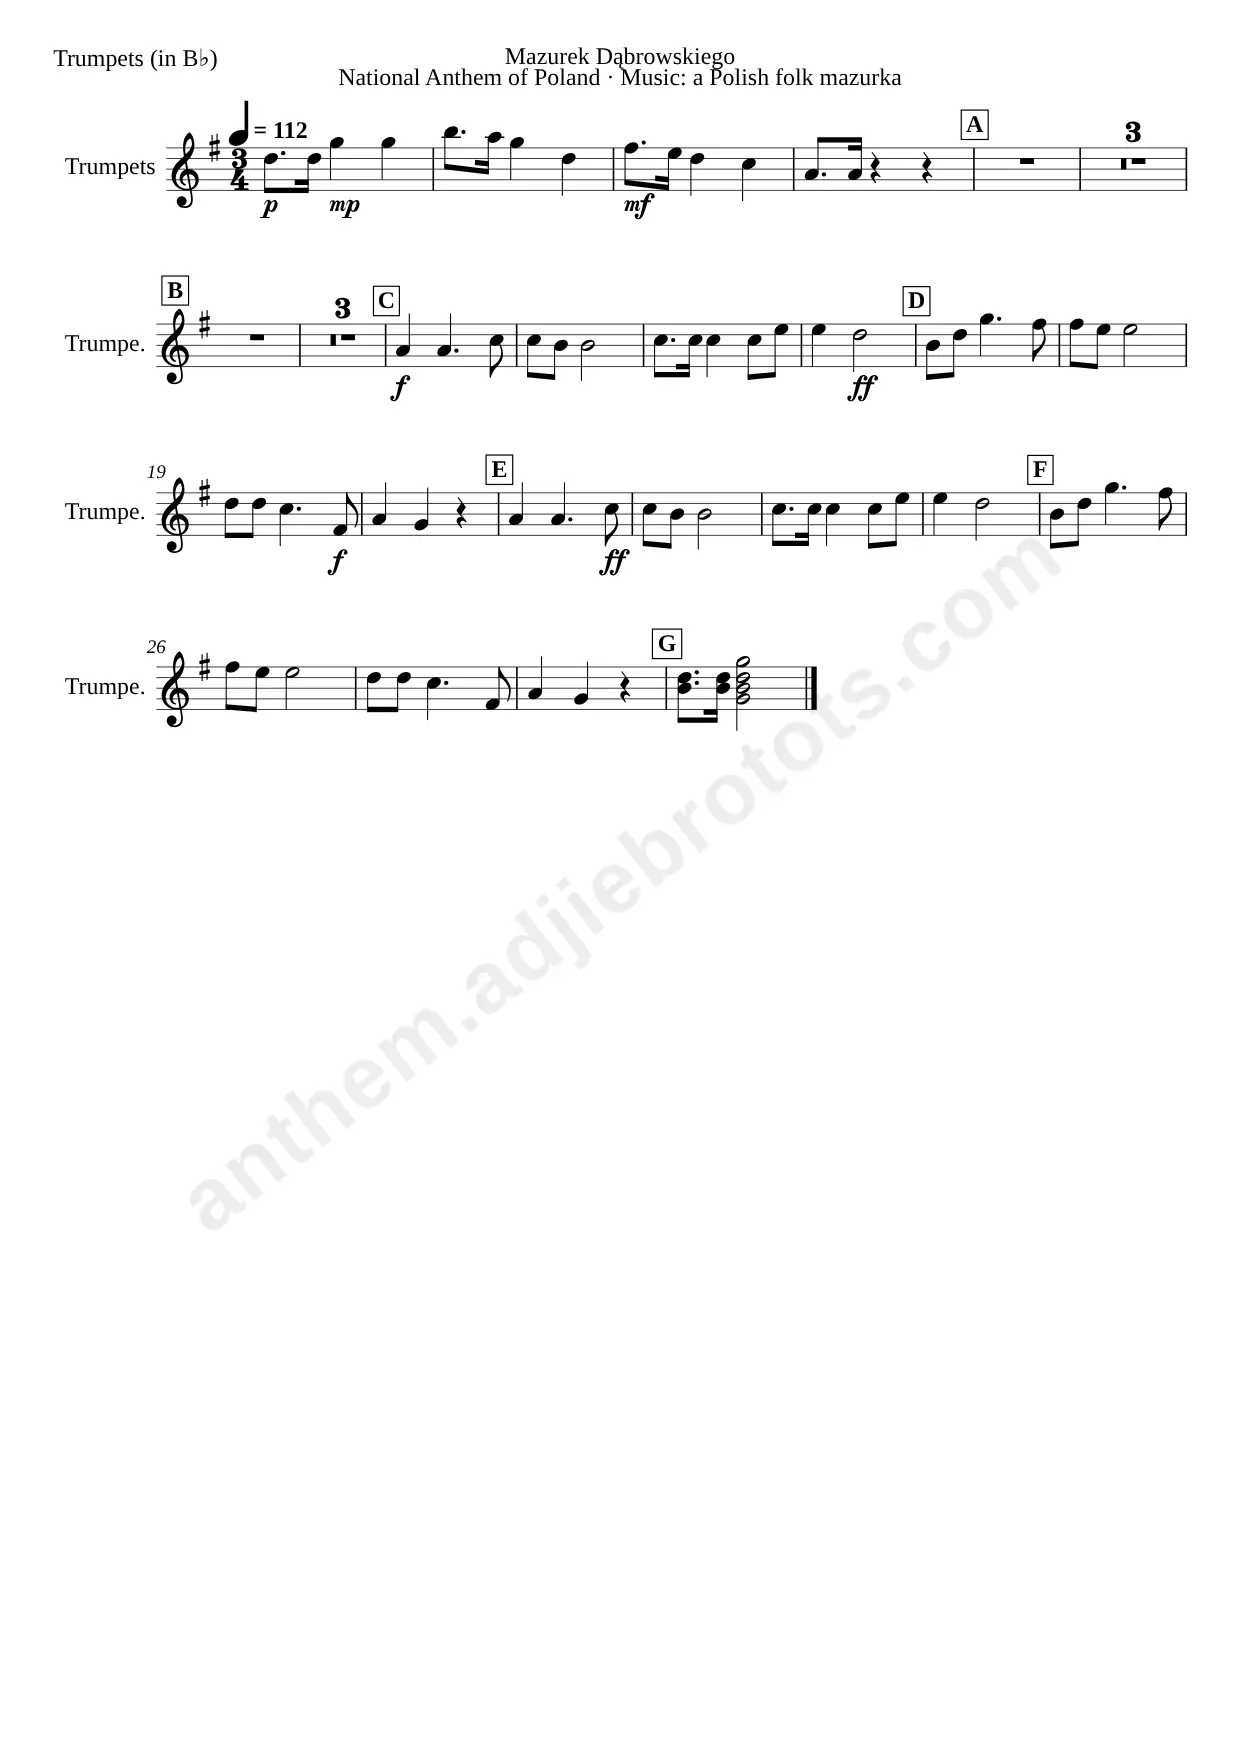 Trumpets (in B♭)
Mazurek Dąbrowskiego
National Anthem of Poland · Music: a Polish folk mazurka
= 112
A
3
Trumpets
3
4
p
mp
mf
B
3
C
D
Trumpe.
f
ff
19
E
F
Trumpe.
f
ff
26
G
Trumpe.
anthem.adjiebrotots.com